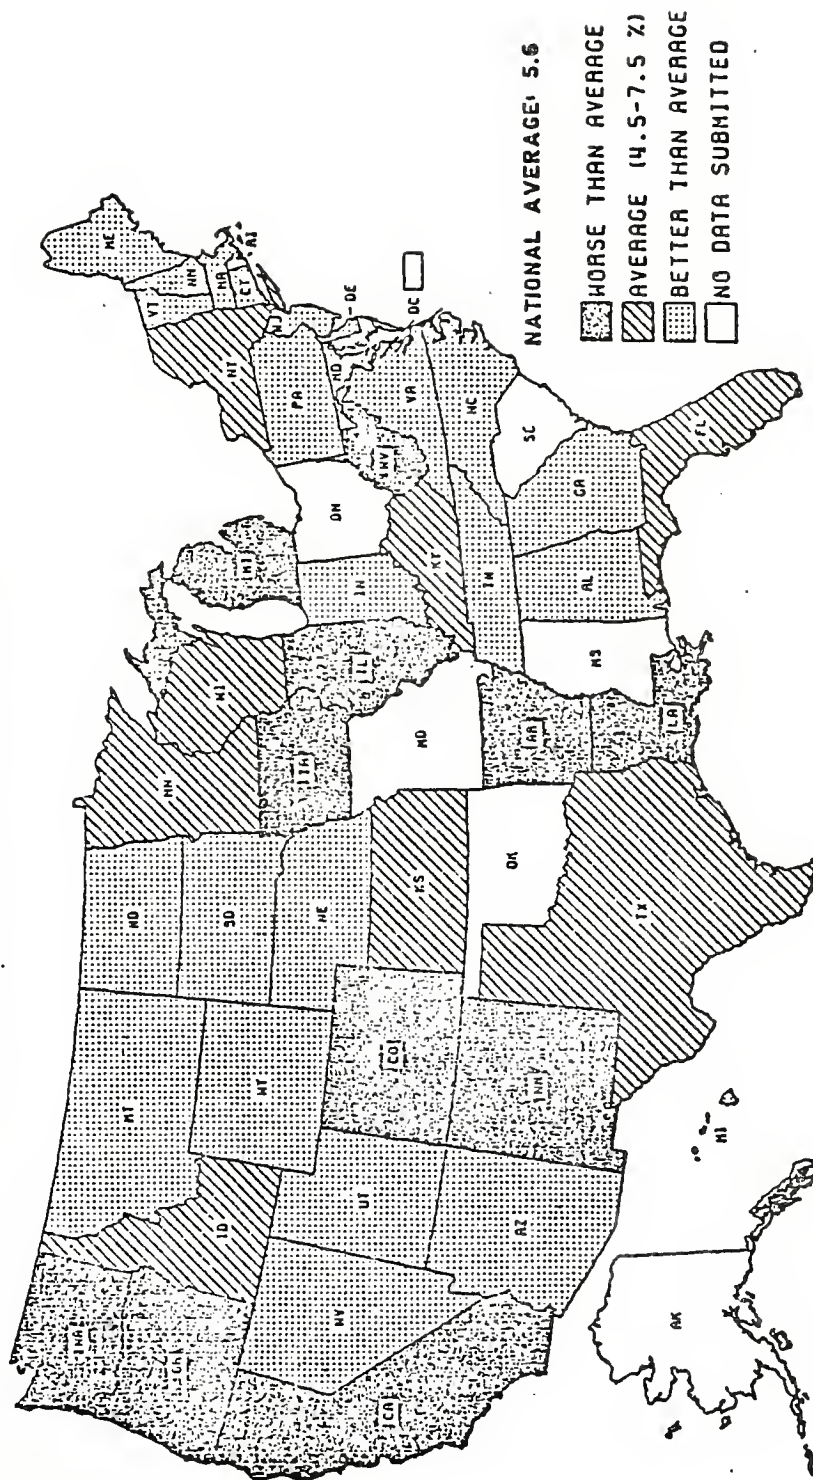 NATIONAL AVERAGE: 5.6
WORSE THAN AVERAGE
AVERAGE (4.5-7.5 %)
BETTER THAN AVERAGE
NO DATA SUBMITTED
WA
CA
ID
NV
UT
AZ
MT
WY
CO
NM
ND
SD
NE
KS
OK
TX
MN
IA
MO
AR
LA
WI
IL
MS
MI
IN
OH
KY
TN
AL
GA
FL
SC
NC
VA
WV
MD
DE
DC
PA
NJ
NY
CT
RI
MA
VT
NH
ME
AK
HI